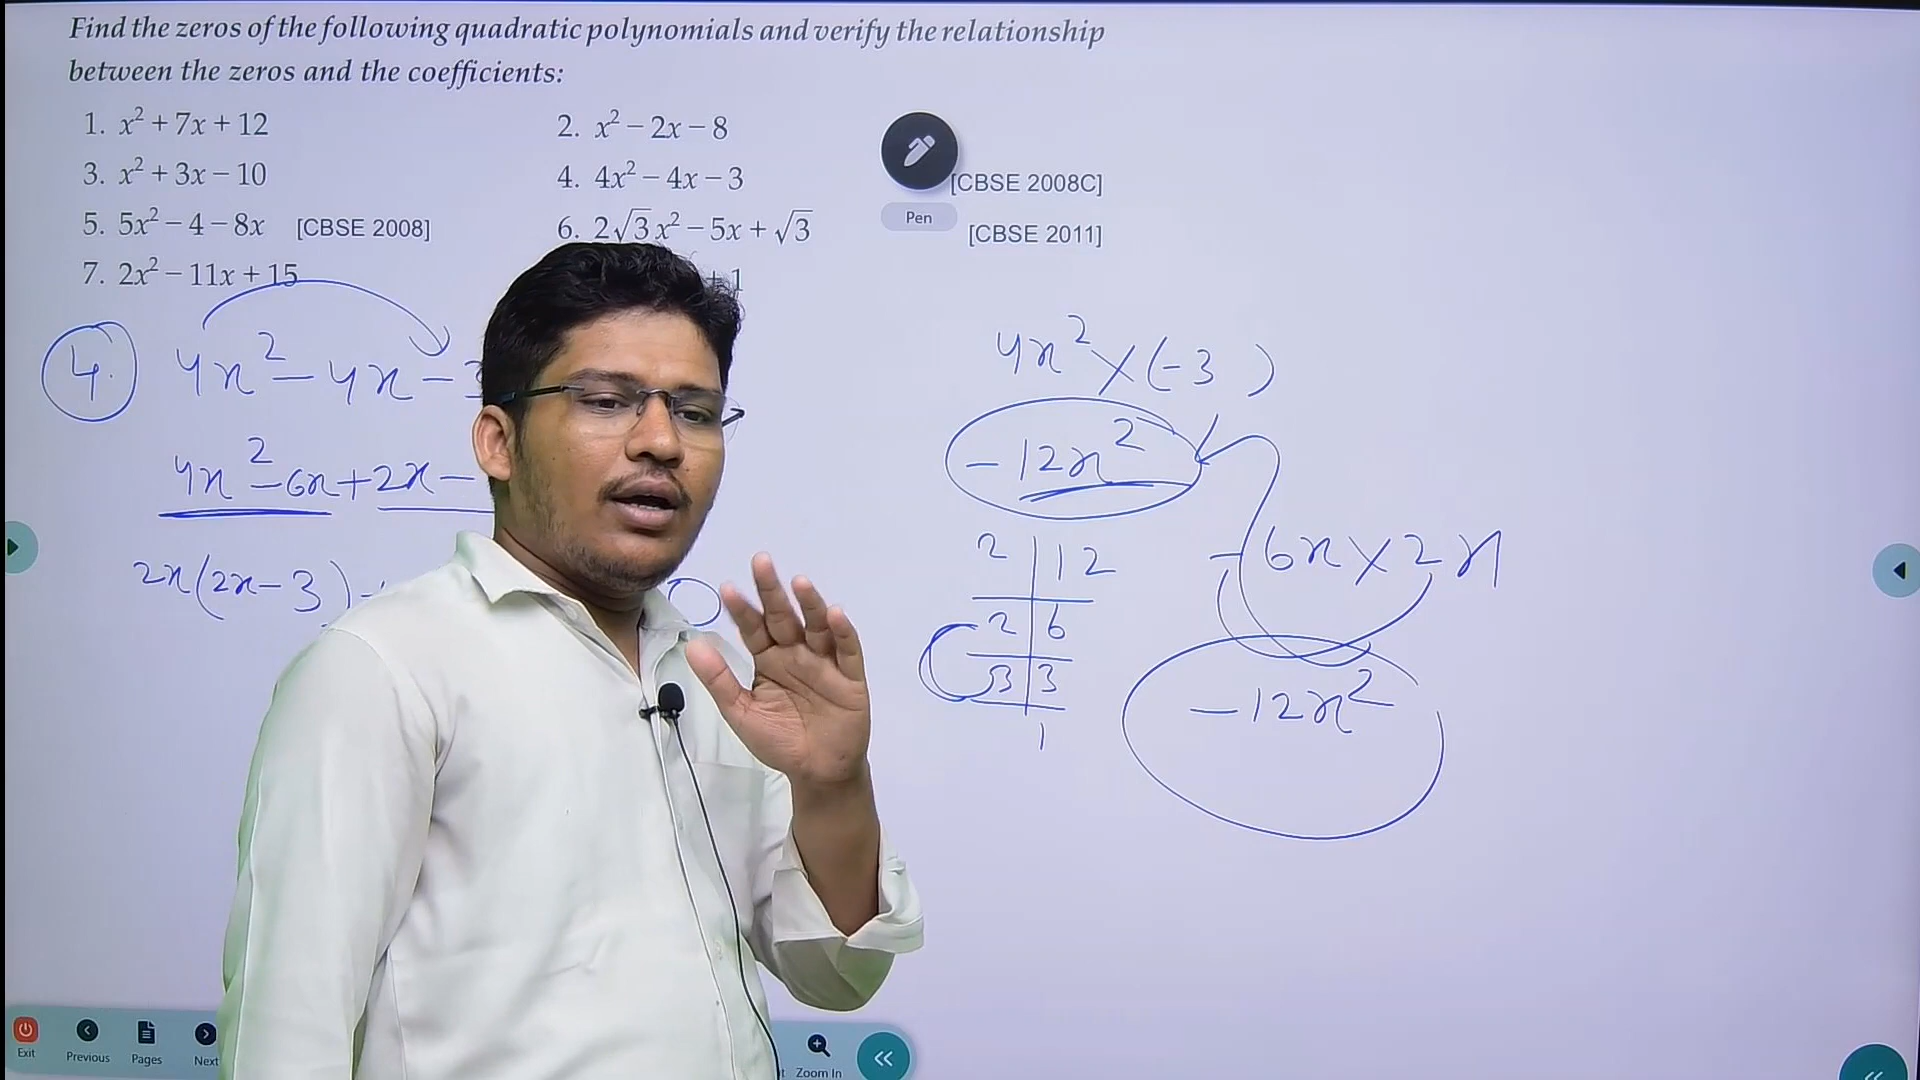 Find the zeros of the following quadratic polynomials and verify the relationship
between the zeros and the coefficients:
1. x² + 7x + 12
2. x² – 2x – 8
3. x² + 3x – 10
4. 4x² – 4x – 3 [CBSE 2008C]
5. 5x² – 4 – 8x [CBSE 2008]
6. 2√3x² – 5x + √3 [CBSE 2011]
Pen
7. 2x² – 11x + 15
+ 1
4. 4x² – 4x – 3
4x² – 6x + 2x –
2x(2x – 3)
4x² × (–3)
–12x²
2 | 12
2 | 6
3 | 3
1
–6x × 2x
–12x²
Exit
Previous
Pages
Next
Zoom In